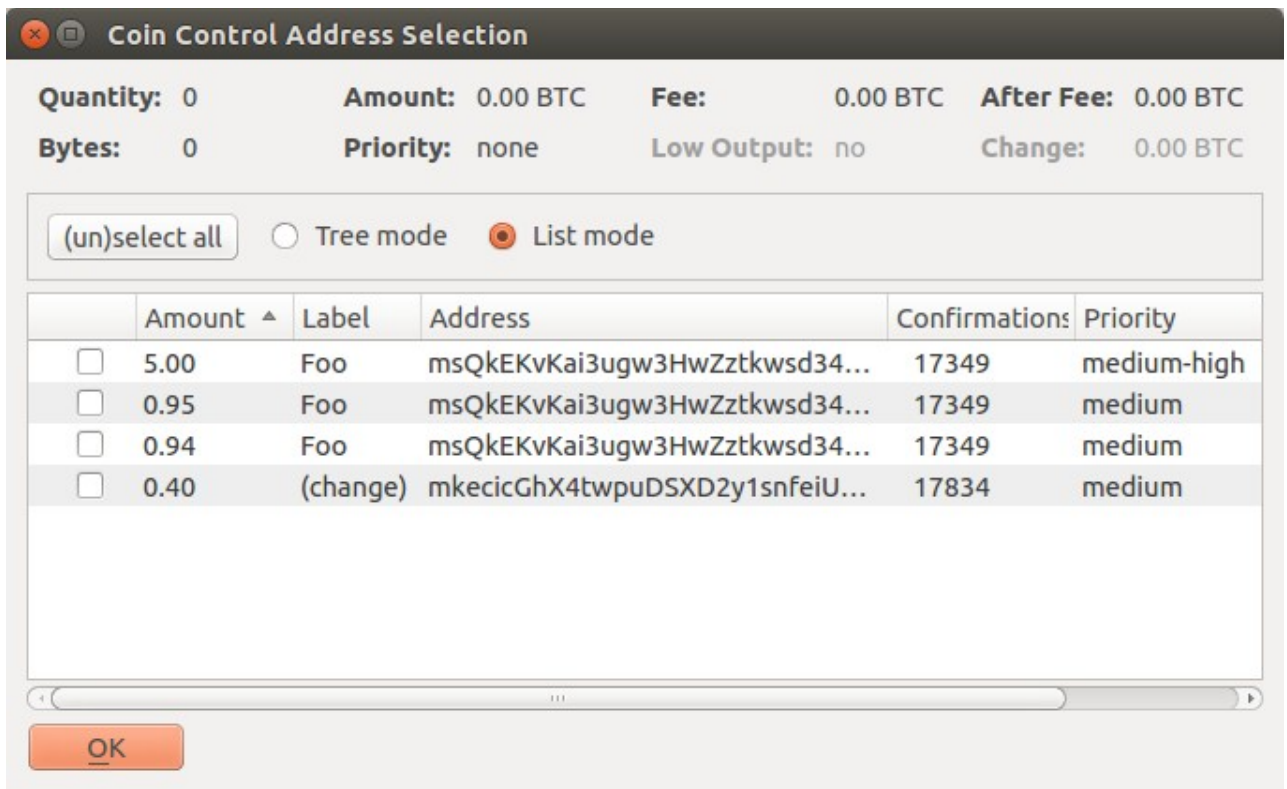 Coin Control Address Selection
Quantity: 0 Amount: 0.00 BTC Fee: 0.00 BTC After Fee: 0.00 BTC
Bytes: 0 Priority: none Low Output: no Change: 0.00 BTC
(un)select all Tree mode List mode
Amount Label Address Confirmations Priority
5.00 Foo msQkEKvKai3ugw3HwZztkwsd34... 17349 medium-high
0.95 Foo msQkEKvKai3ugw3HwZztkwsd34... 17349 medium
0.94 Foo msQkEKvKai3ugw3HwZztkwsd34... 17349 medium
0.40 (change) mkecicGhX4twpuDSXD2y1snfeiU... 17834 medium
OK